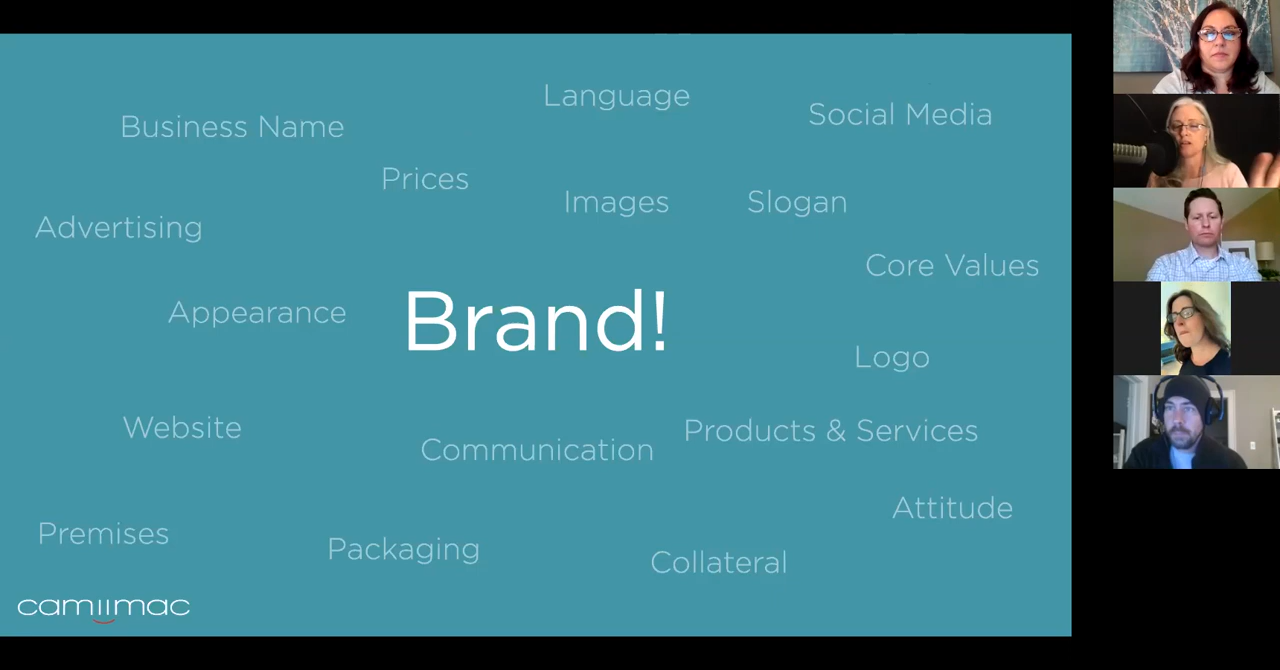 Language
Social Media
Business Name
Prices
Images
Slogan
Advertising
Core Values
Appearance
Brand!
Logo
Website
Products & Services
Communication
Attitude
Premises
Packaging
Collateral
camiimac